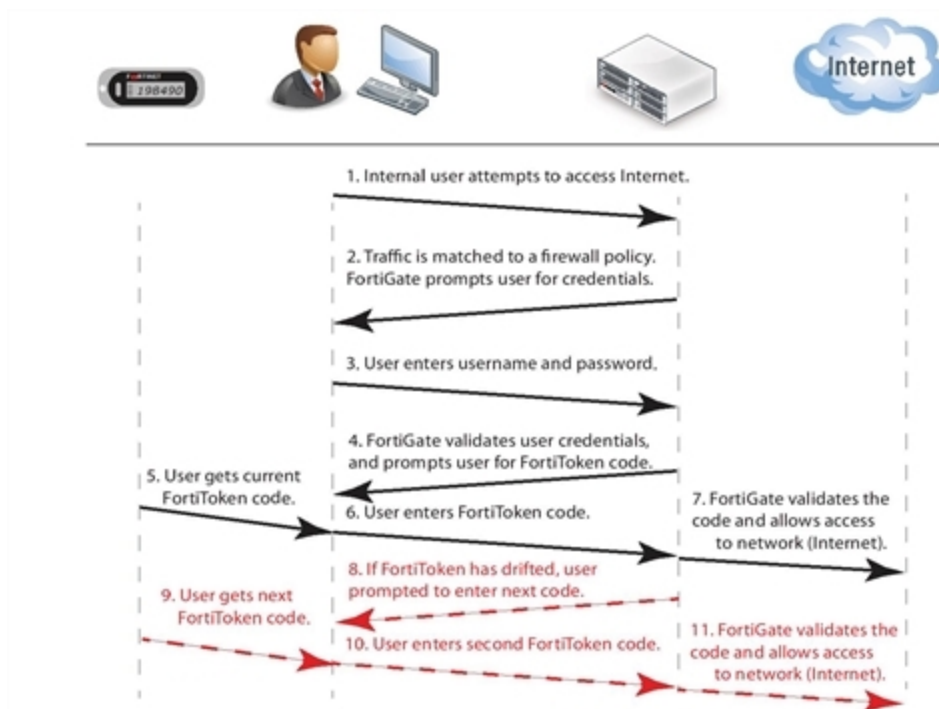 FORTINET
198490
Internet
1. Internal user attempts to access Internet.
2. Traffic is matched to a firewall policy.
FortiGate prompts user for credentials.
3. User enters username and password.
4. FortiGate validates user credentials,
and prompts user for FortiToken code.
5. User gets current
FortiToken code.
6. User enters FortiToken code.
7. FortiGate validates the
code and allows access
to network (Internet).
8. If FortiToken has drifted, user
prompted to enter next code.
9. User gets next
FortiToken code.
10. User enters second FortiToken code.
11. FortiGate validates the
code and allows access
to network (Internet).